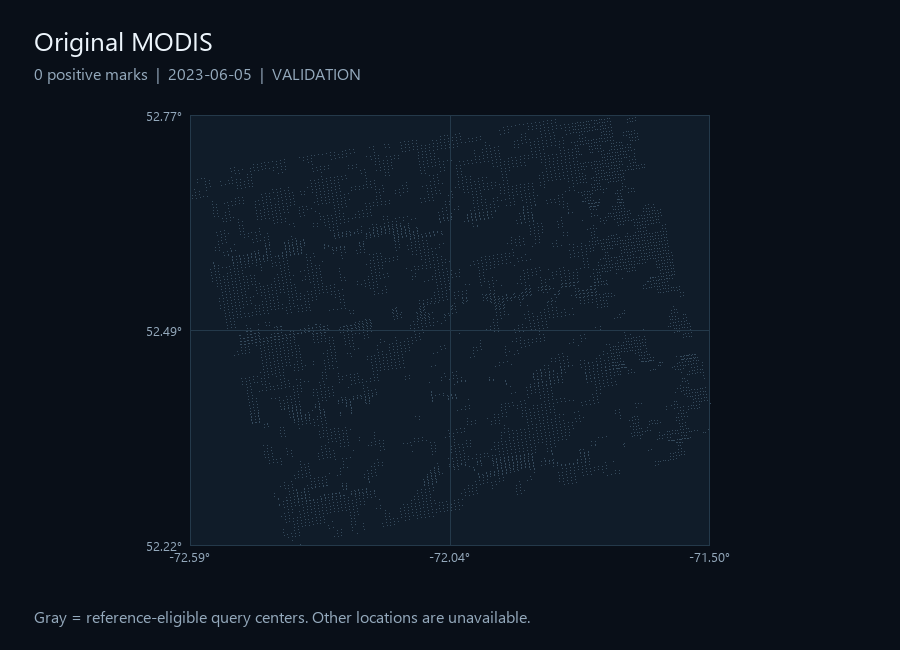 Original MODIS
0 positive marks | 2023-06-05 | VALIDATION
52.77°
52.49°
52.22°
-72.59°
-72.04°
-71.50°
Gray = reference-eligible query centers. Other locations are unavailable.